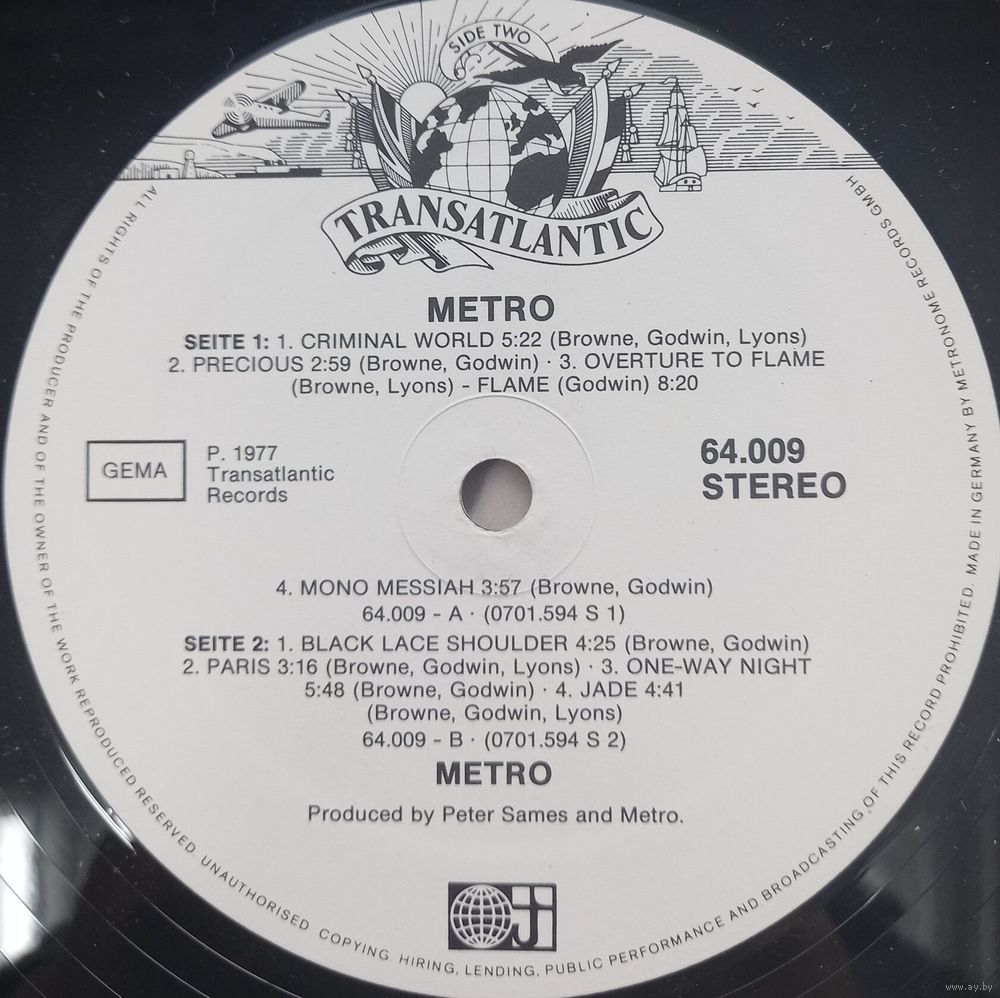 SIDE TWO
TRANSATLANTIC
METRO
SEITE 1: 1. CRIMINAL WORLD 5:22 (Browne, Godwin, Lyons)
2. PRECIOUS 2:59 (Browne, Godwin) · 3. OVERTURE TO FLAME
(Browne, Lyons) - FLAME (Godwin) 8:20
GEMA
P. 1977
Transatlantic
Records
64.009
STEREO
4. MONO MESSIAH 3:57 (Browne, Godwin)
64.009 - A · (0701.594 S 1)
SEITE 2: 1. BLACK LACE SHOULDER 4:25 (Browne, Godwin)
2. PARIS 3:16 (Browne, Godwin, Lyons) · 3. ONE-WAY NIGHT
5:48 (Browne, Godwin) · 4. JADE 4:41
(Browne, Godwin, Lyons)
64.009 - B · (0701.594 S 2)
METRO
Produced by Peter Sames and Metro.
ALL RIGHTS OF THE PRODUCER AND OF THE OWNER OF THE WORK REPRODUCED RESERVED. UNAUTHORISED COPYING, HIRING, LENDING, PUBLIC PERFORMANCE AND BROADCASTING OF THIS RECORD PROHIBITED. MADE IN GERMANY BY METRONOME RECORDS GMBH
www.ay.by